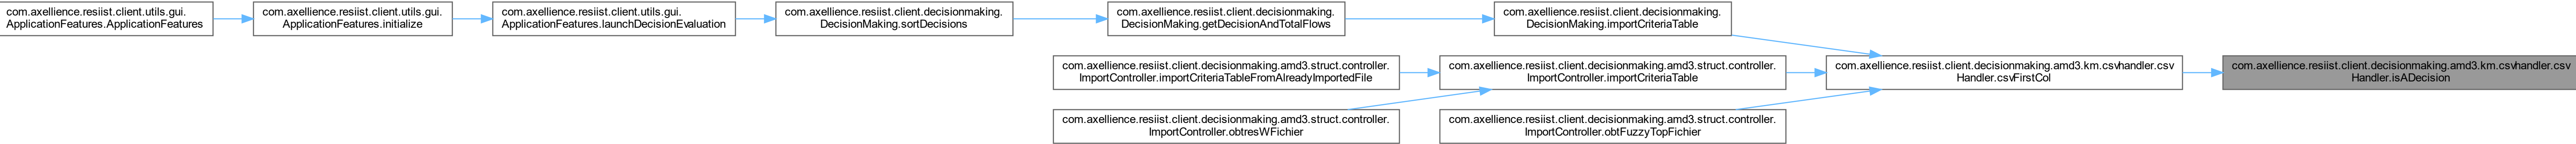 com.axellience.resiist.client.utils.gui.
ApplicationFeatures.ApplicationFeatures
com.axellience.resiist.client.utils.gui.
ApplicationFeatures.initialize
com.axellience.resiist.client.utils.gui.
ApplicationFeatures.launchDecisionEvaluation
com.axellience.resiist.client.decisionmaking.
DecisionMaking.sortDecisions
com.axellience.resiist.client.decisionmaking.
DecisionMaking.getDecisionAndTotalFlows
com.axellience.resiist.client.decisionmaking.
DecisionMaking.importCriteriaTable
com.axellience.resiist.client.decisionmaking.amd3.struct.controller.
ImportController.importCriteriaTableFromAlreadyImportedFile
com.axellience.resiist.client.decisionmaking.amd3.struct.controller.
ImportController.importCriteriaTable
com.axellience.resiist.client.decisionmaking.amd3.km.csvhandler.csv
Handler.csvFirstCol
com.axellience.resiist.client.decisionmaking.amd3.km.csvhandler.csv
Handler.isADecision
com.axellience.resiist.client.decisionmaking.amd3.struct.controller.
ImportController.obtresWFichier
com.axellience.resiist.client.decisionmaking.amd3.struct.controller.
ImportController.obtFuzzyTopFichier